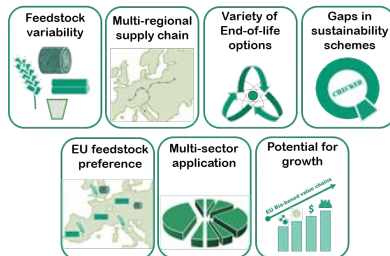 Feedstock
variability
Multi-regional
supply chain
Variety of
End-of-life
options
Gaps in
sustainability
schemes
CHECKED
EU feedstock
preference
Multi-sector
application
Potential for
growth
EU Bio-based value chains
$